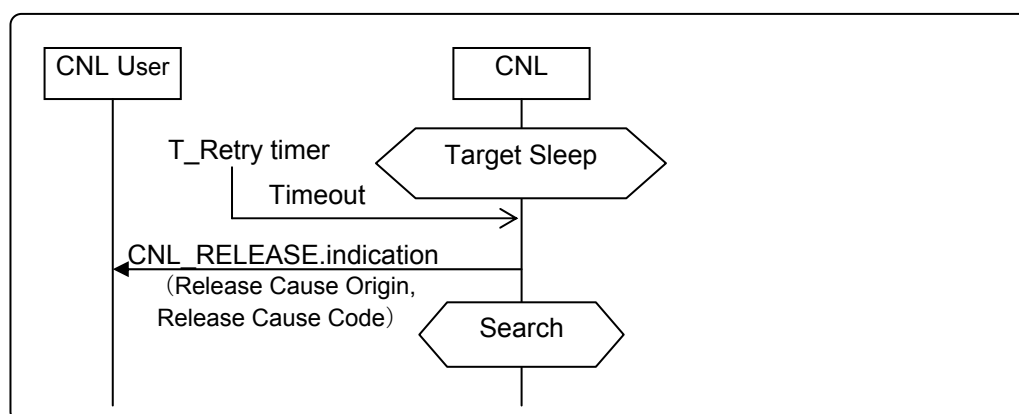 CNL User
CNL
Target Sleep
T_Retry timer
Timeout
CNL_RELEASE.indication
（Release Cause Origin,
Release Cause Code）
Search